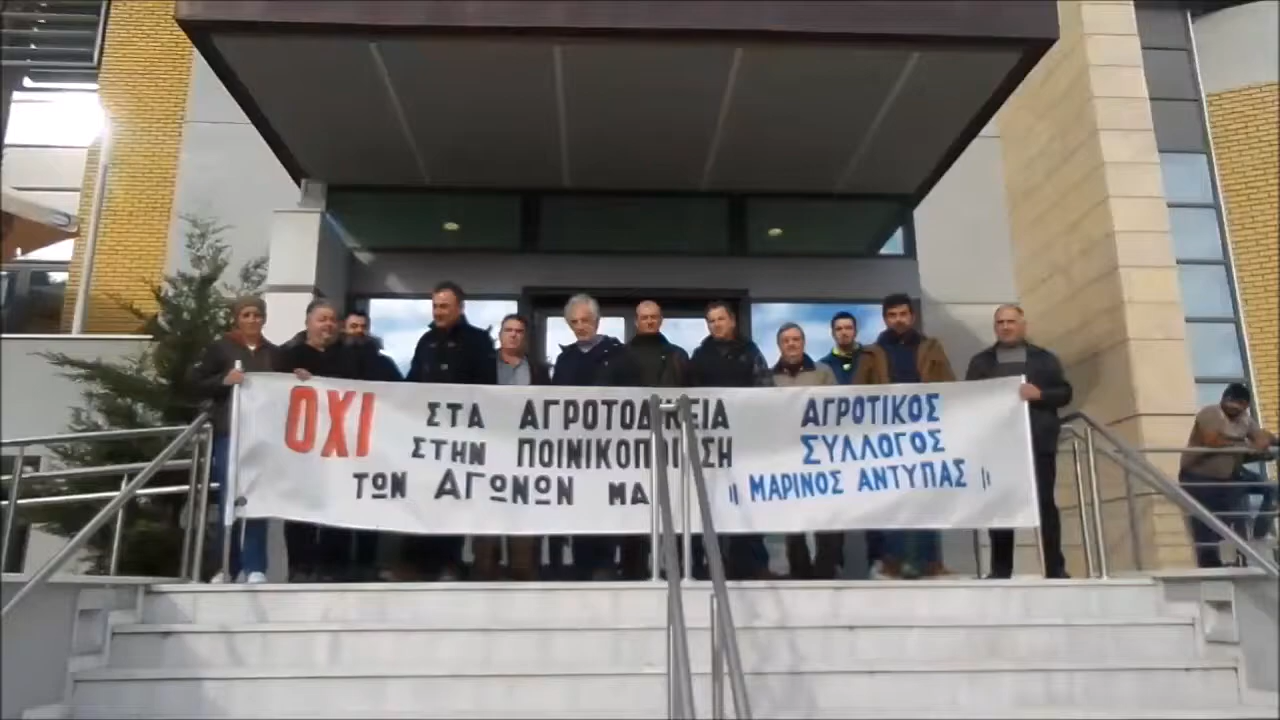 ΟΧΙ ΣΤΑ ΑΓΡΟΤΟΔΙΚΕΙΑ
ΣΤΗΝ ΠΟΙΝΙΚΟΠΟΙΗΣΗ
ΤΩΝ ΑΓΩΝΩΝ ΜΑΣ
ΑΓΡΟΤΙΚΟΣ
ΣΥΛΛΟΓΟΣ
"ΜΑΡΙΝΟΣ ΑΝΤΥΠΑΣ"